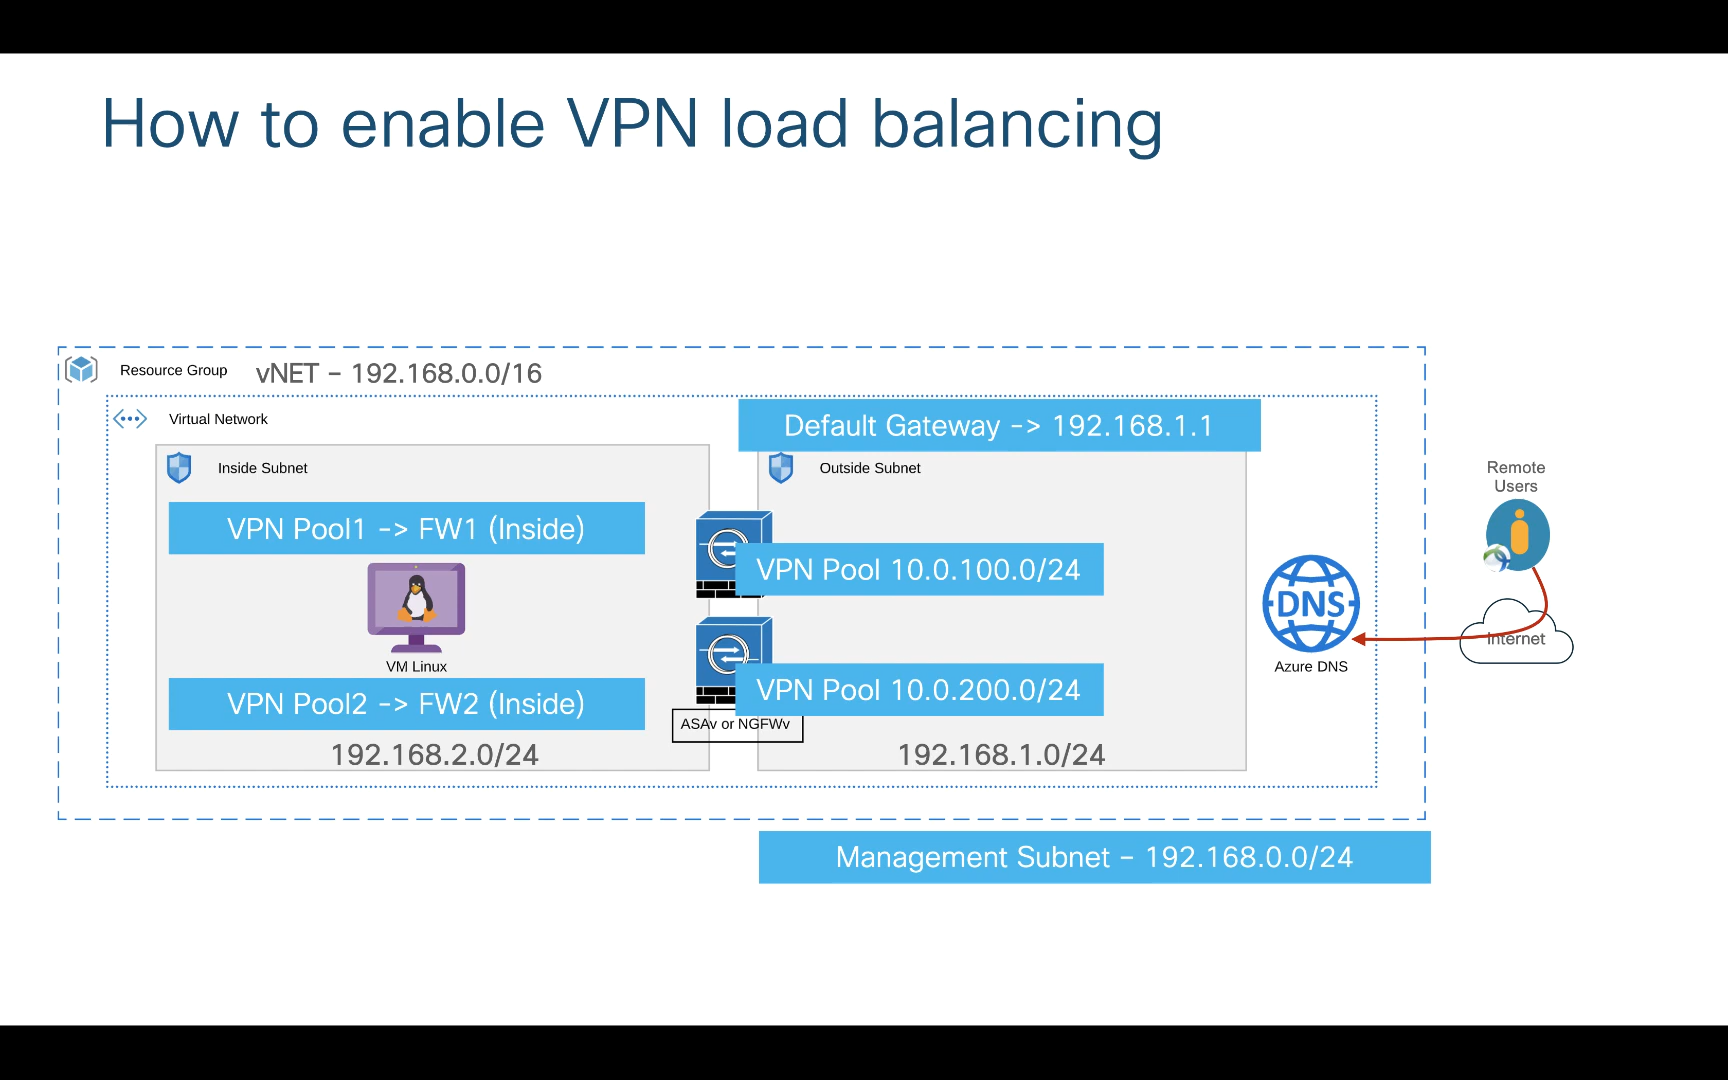 How to enable VPN load balancing
Resource Group
vNET – 192.168.0.0/16
Virtual Network
Default Gateway -> 192.168.1.1
Inside Subnet
Outside Subnet
VPN Pool1 -> FW1 (Inside)
VPN Pool 10.0.100.0/24
VM Linux
VPN Pool2 -> FW2 (Inside)
VPN Pool 10.0.200.0/24
ASAv or NGFWv
192.168.2.0/24
192.168.1.0/24
DNS
Azure DNS
Remote
Users
Internet
Management Subnet – 192.168.0.0/24